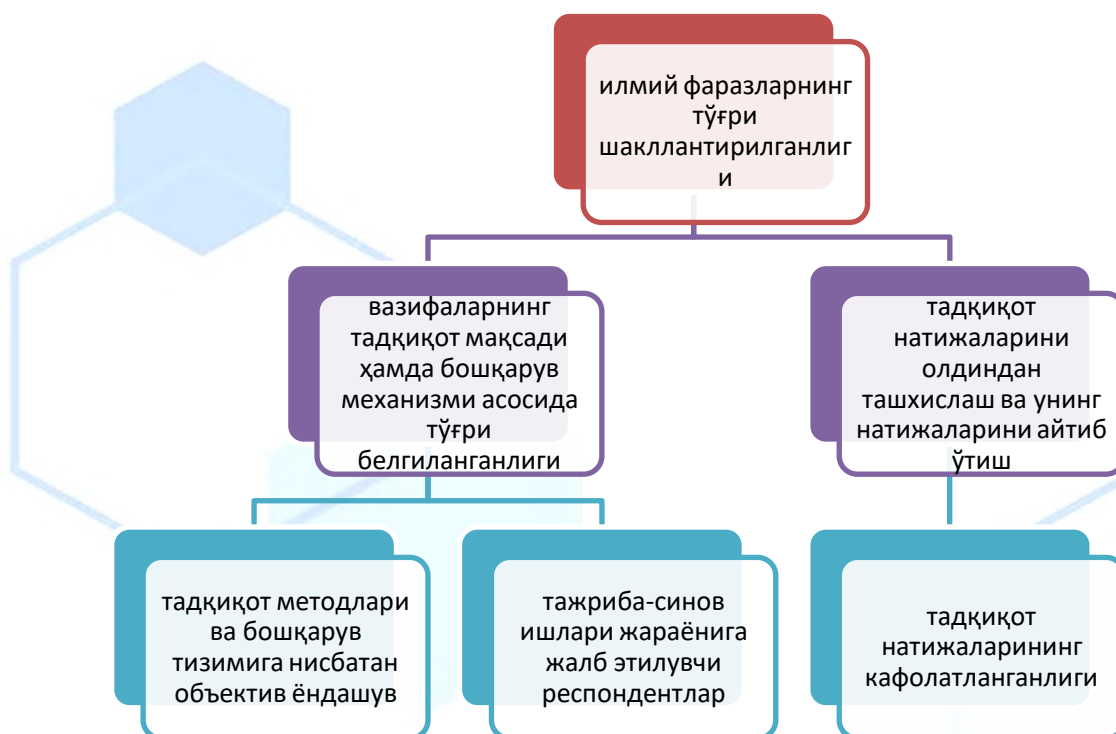 илмий фаразларнинг
тўғри
шакллантирилганлиг
и
вазифаларнинг
тадқиқот мақсади
ҳамда бошқарув
механизми асосида
тўғри
белгиланганлиги
тадқиқот
натижаларини
олдиндан
ташхислаш ва унинг
натижаларини айтиб
ўтиш
тадқиқот методлари
ва бошқарув
тизимига нисбатан
объектив ёндашув
тажриба-синов
ишлари жараёнига
жалб этилувчи
респондентлар
тадқиқот
натижаларининг
кафолатланганлиги